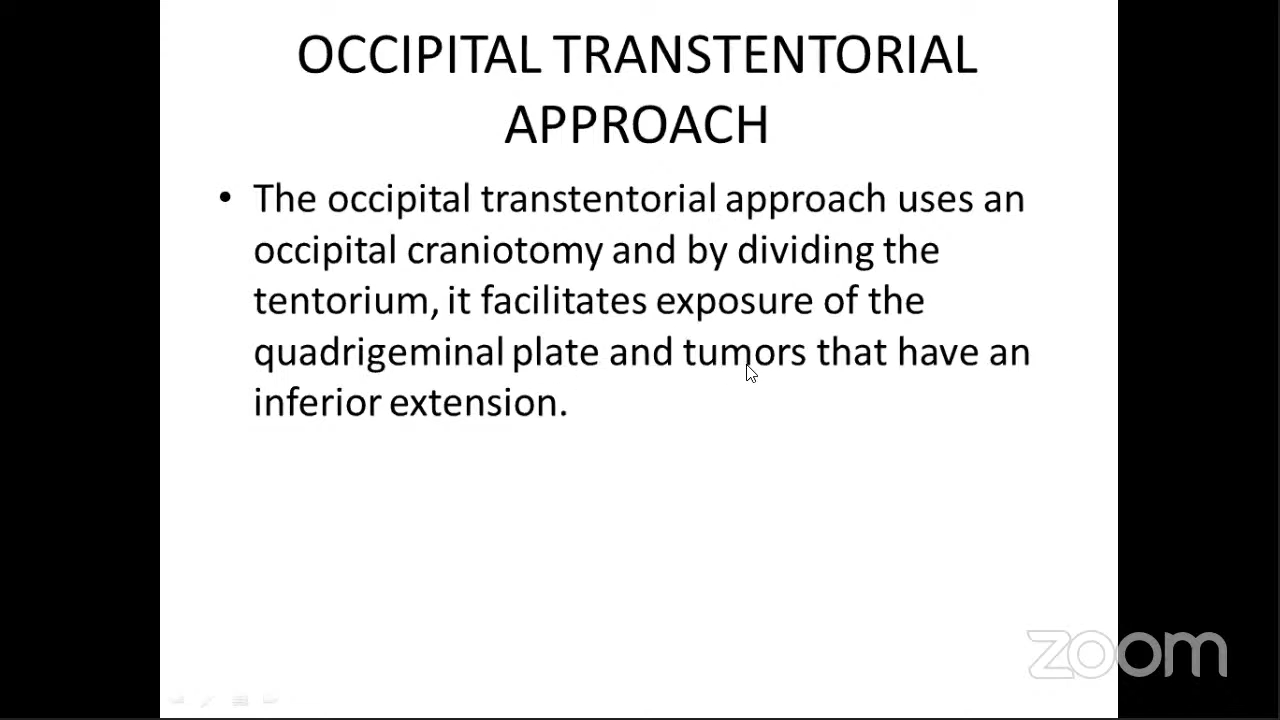 OCCIPITAL TRANSTENTORIAL
APPROACH
• The occipital transtentorial approach uses an
occipital craniotomy and by dividing the
tentorium, it facilitates exposure of the
quadrigeminal plate and tumors that have an
inferior extension.
zoom